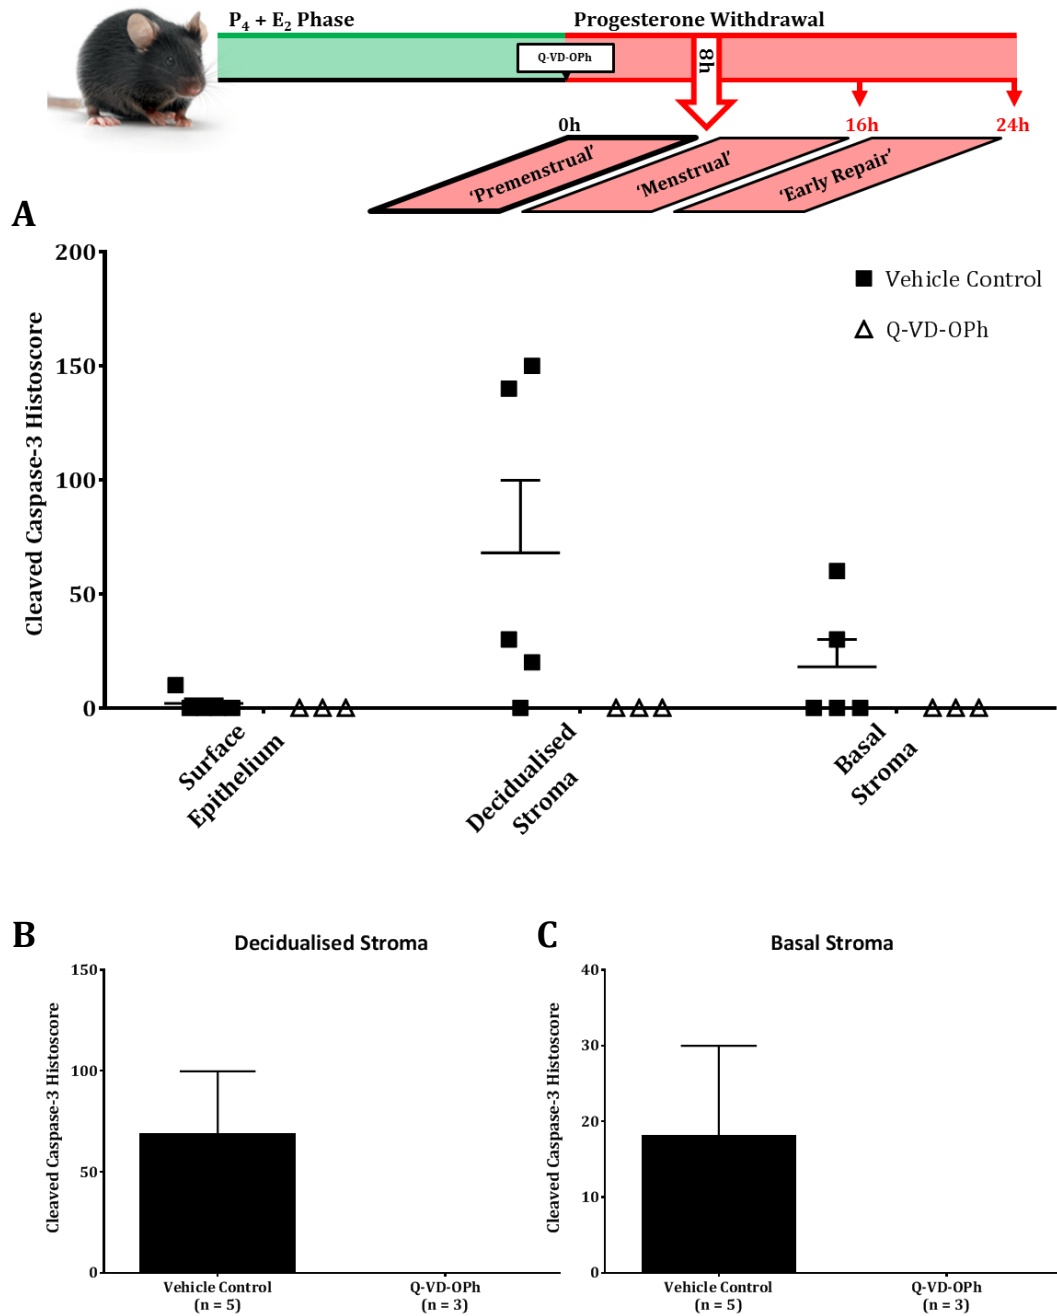 P₄ + E₂ Phase
Progesterone Withdrawal
Q-VD-OPh
8h
0h
16h
24h
‘Premenstrual’
‘Menstrual’
‘Early Repair’
A
200
150
100
50
0
Cleaved Caspase-3 Histoscore
Vehicle Control
Q-VD-OPh
Surface
Epithelium
Decidualised
Stroma
Basal
Stroma
B
Decidualised Stroma
150
100
50
0
Cleaved Caspase-3 Histoscore
Vehicle Control
(n = 5)
Q-VD-OPh
(n = 3)
C
Basal Stroma
40
30
20
10
0
Cleaved Caspase-3 Histoscore
Vehicle Control
(n = 5)
Q-VD-OPh
(n = 3)